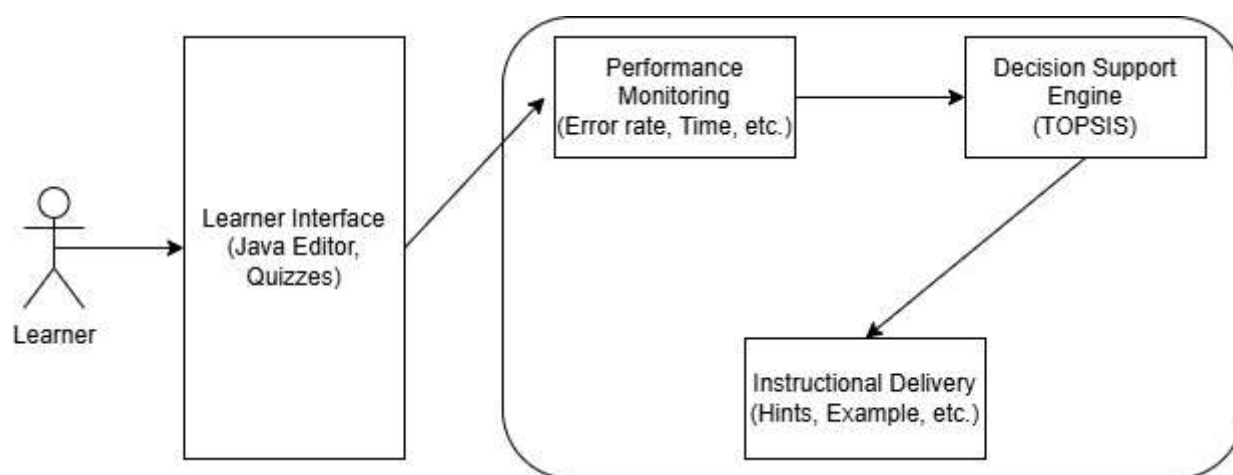 Learner
Learner Interface
(Java Editor,
Quizzes)
Performance
Monitoring
(Error rate, Time, etc.)
Decision Support
Engine
(TOPSIS)
Instructional Delivery
(Hints, Example, etc.)